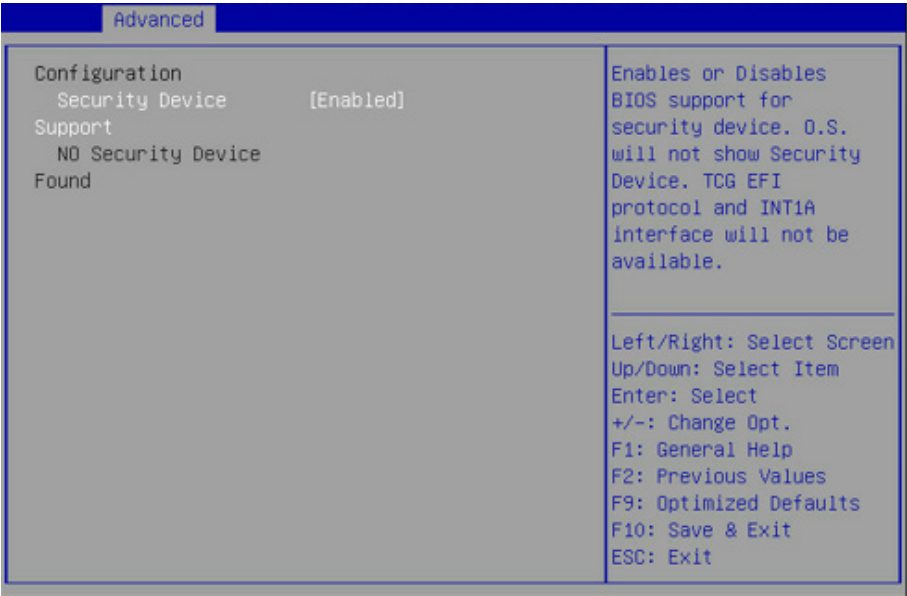 Advanced
Configuration
Security Device [Enabled]
Support
NO Security Device
Found
Enables or Disables
BIOS support for
security device. O.S.
will not show Security
Device. TCG EFI
protocol and INT1A
interface will not be
available.
Left/Right: Select Screen
Up/Down: Select Item
Enter: Select
+/-: Change Opt.
F1: General Help
F2: Previous Values
F9: Optimized Defaults
F10: Save & Exit
ESC: Exit